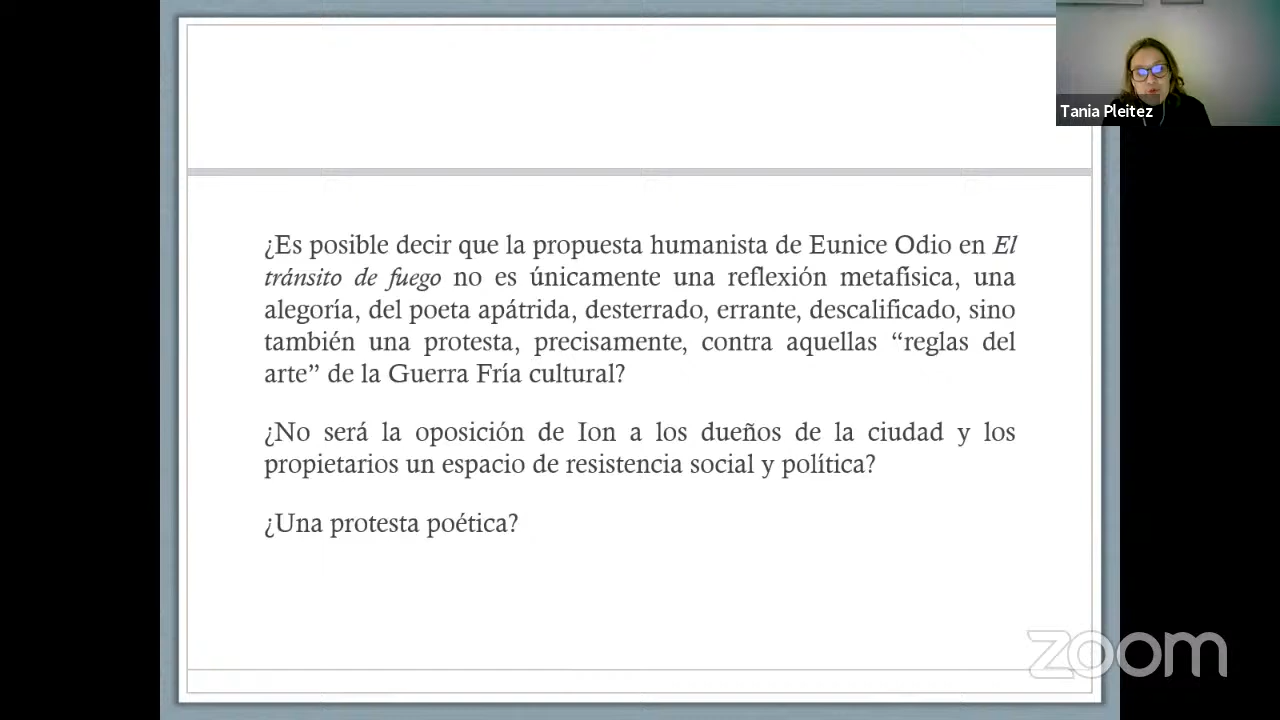 Tania Pleitez
¿Es posible decir que la propuesta humanista de Eunice Odio en El
tránsito de fuego no es únicamente una reflexión metafísica, una
alegoría, del poeta apátrida, desterrado, errante, descalificado, sino
también una protesta, precisamente, contra aquellas “reglas del
arte” de la Guerra Fría cultural?
¿No será la oposición de Ion a los dueños de la ciudad y los
propietarios un espacio de resistencia social y política?
¿Una protesta poética?
zoom